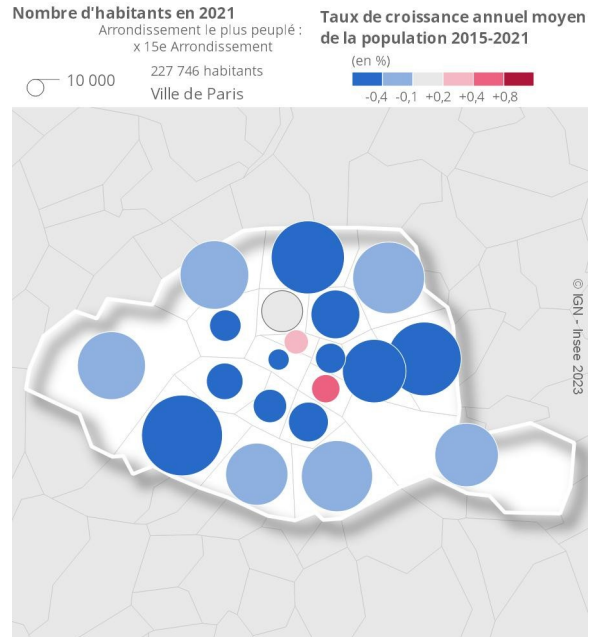 Nombre d'habitants en 2021
Arrondissement le plus peuplé :
x 15e Arrondissement
10 000
227 746 habitants
Ville de Paris
Taux de croissance annuel moyen
de la population 2015-2021
(en %)
-0,4 -0,1 +0,2 +0,4 +0,8
© IGN - Insee 2023